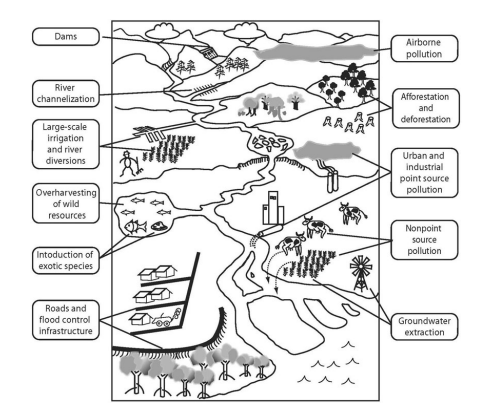 Dams
River
channelization
Large-scale
irrigation
and river
diversions
Overharvesting
of wild
resources
Intoduction of
exotic species
Roads and
flood control
infrastructure
Airborne
pollution
Afforestation
and
deforestation
Urban and
industrial
point source
pollution
Nonpoint
source
pollution
Groundwater
extraction